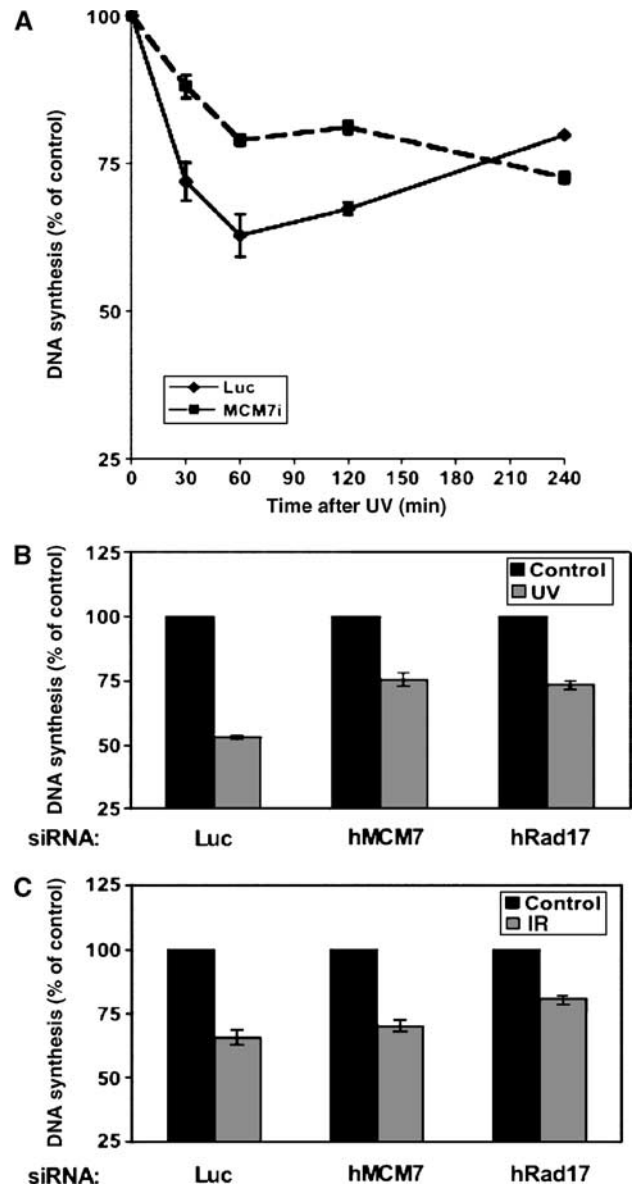 A
DNA synthesis (% of control)
100
75
50
25
Luc
MCM7i
0 30 60 90 120 150 180 210 240
Time after UV (min)
B
DNA synthesis (% of control)
125
100
75
50
25
Control
UV
siRNA: Luc hMCM7 hRad17
C
DNA synthesis (% of control)
125
100
75
50
25
Control
IR
siRNA: Luc hMCM7 hRad17